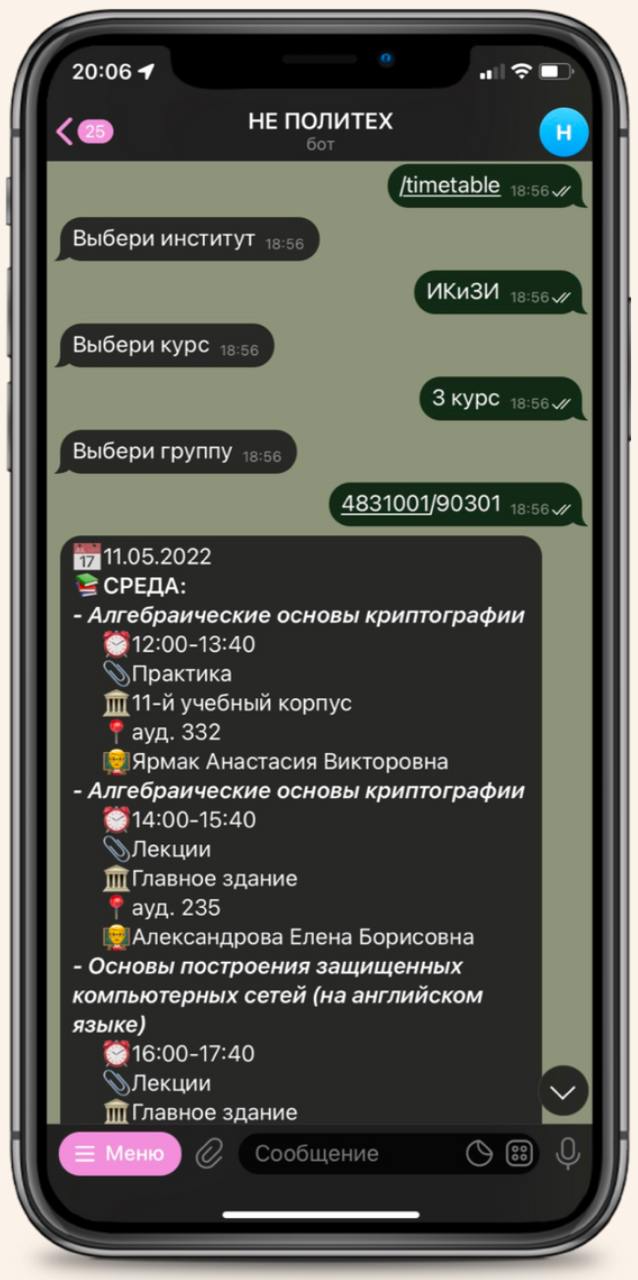 20:06
25
НЕ ПОЛИТЕХ
бот
Н
/timetable 18:56
Выбери институт 18:56
ИКиЗИ 18:56
Выбери курс 18:56
3 курс 18:56
Выбери группу 18:56
4831001/90301 18:56
17 11.05.2022
СРЕДА:
- Алгебраические основы криптографии
12:00-13:40
Практика
11-й учебный корпус
ауд. 332
Ярмак Анастасия Викторовна
- Алгебраические основы криптографии
14:00-15:40
Лекции
Главное здание
ауд. 235
Александрова Елена Борисовна
- Основы построения защищенных
компьютерных сетей (на английском
языке)
16:00-17:40
Лекции
Главное здание
Меню
Сообщение